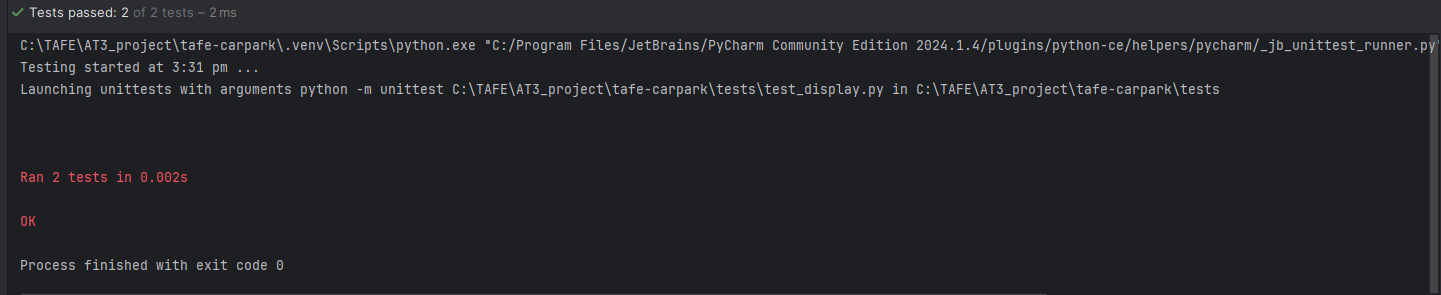 Tests passed: 2 of 2 tests – 2 ms
C:\TAFE\AT3_project\tafe-carpark\.venv\Scripts\python.exe "C:/Program Files/JetBrains/PyCharm Community Edition 2024.1.4/plugins/python-ce/helpers/pycharm/_jb_unittest_runner.py"
Testing started at 3:31 pm ...
Launching unittests with arguments python -m unittest C:\TAFE\AT3_project\tafe-carpark\tests\test_display.py in C:\TAFE\AT3_project\tafe-carpark\tests
Ran 2 tests in 0.002s
OK
Process finished with exit code 0